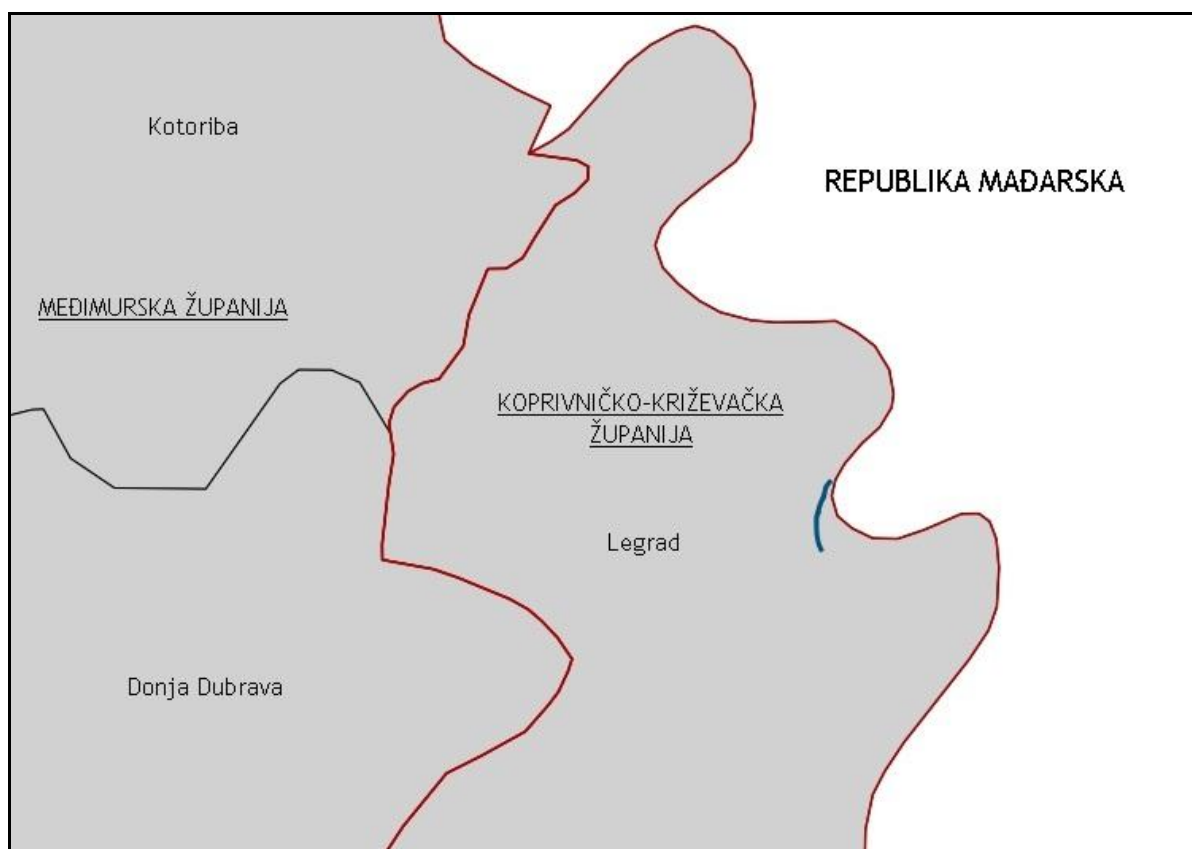 Kotoriba
REPUBLIKA MAĐARSKA
MEĐIMURSKA ŽUPANIJA
KOPRIVNIČKO-KRIŽEVAČKA
ŽUPANIJA
Legrad
Donja Dubrava